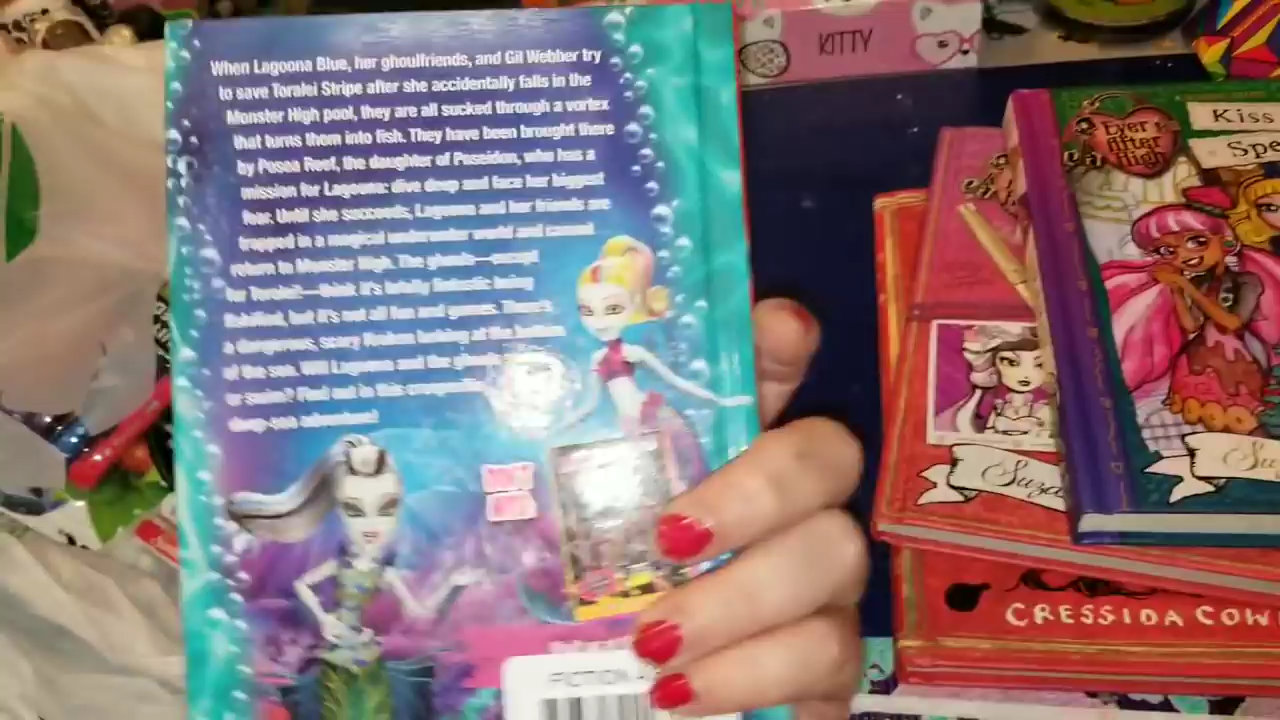 When Lagoona Blue, her ghoulfriends, and Gil Webber try
to save Toralei Stripe after she accidentally falls in the
Monster High pool, they are all sucked through a vortex
that turns them into fish. They have been brought there
by Posea Reef, the daughter of Poseidon, who has a
mission for Lagoona: dive deep and face her biggest
fear. Until she succeeds, Lagoona and her friends are
trapped in a magical underwater world and cannot
return to Monster High. The ghouls—except
for Toralei!—think it's totally fintastic being
fishified, but it's not all fun and games. There's
a dangerous, scary Kraken lurking at the bottom
of the sea. Will Lagoona and the ghouls
or swim? Find out in this
deep-sea adventure!
FICTION
KITTY
Ever After High
Kiss
Spe
Su
Suza
CRESSIDA COW